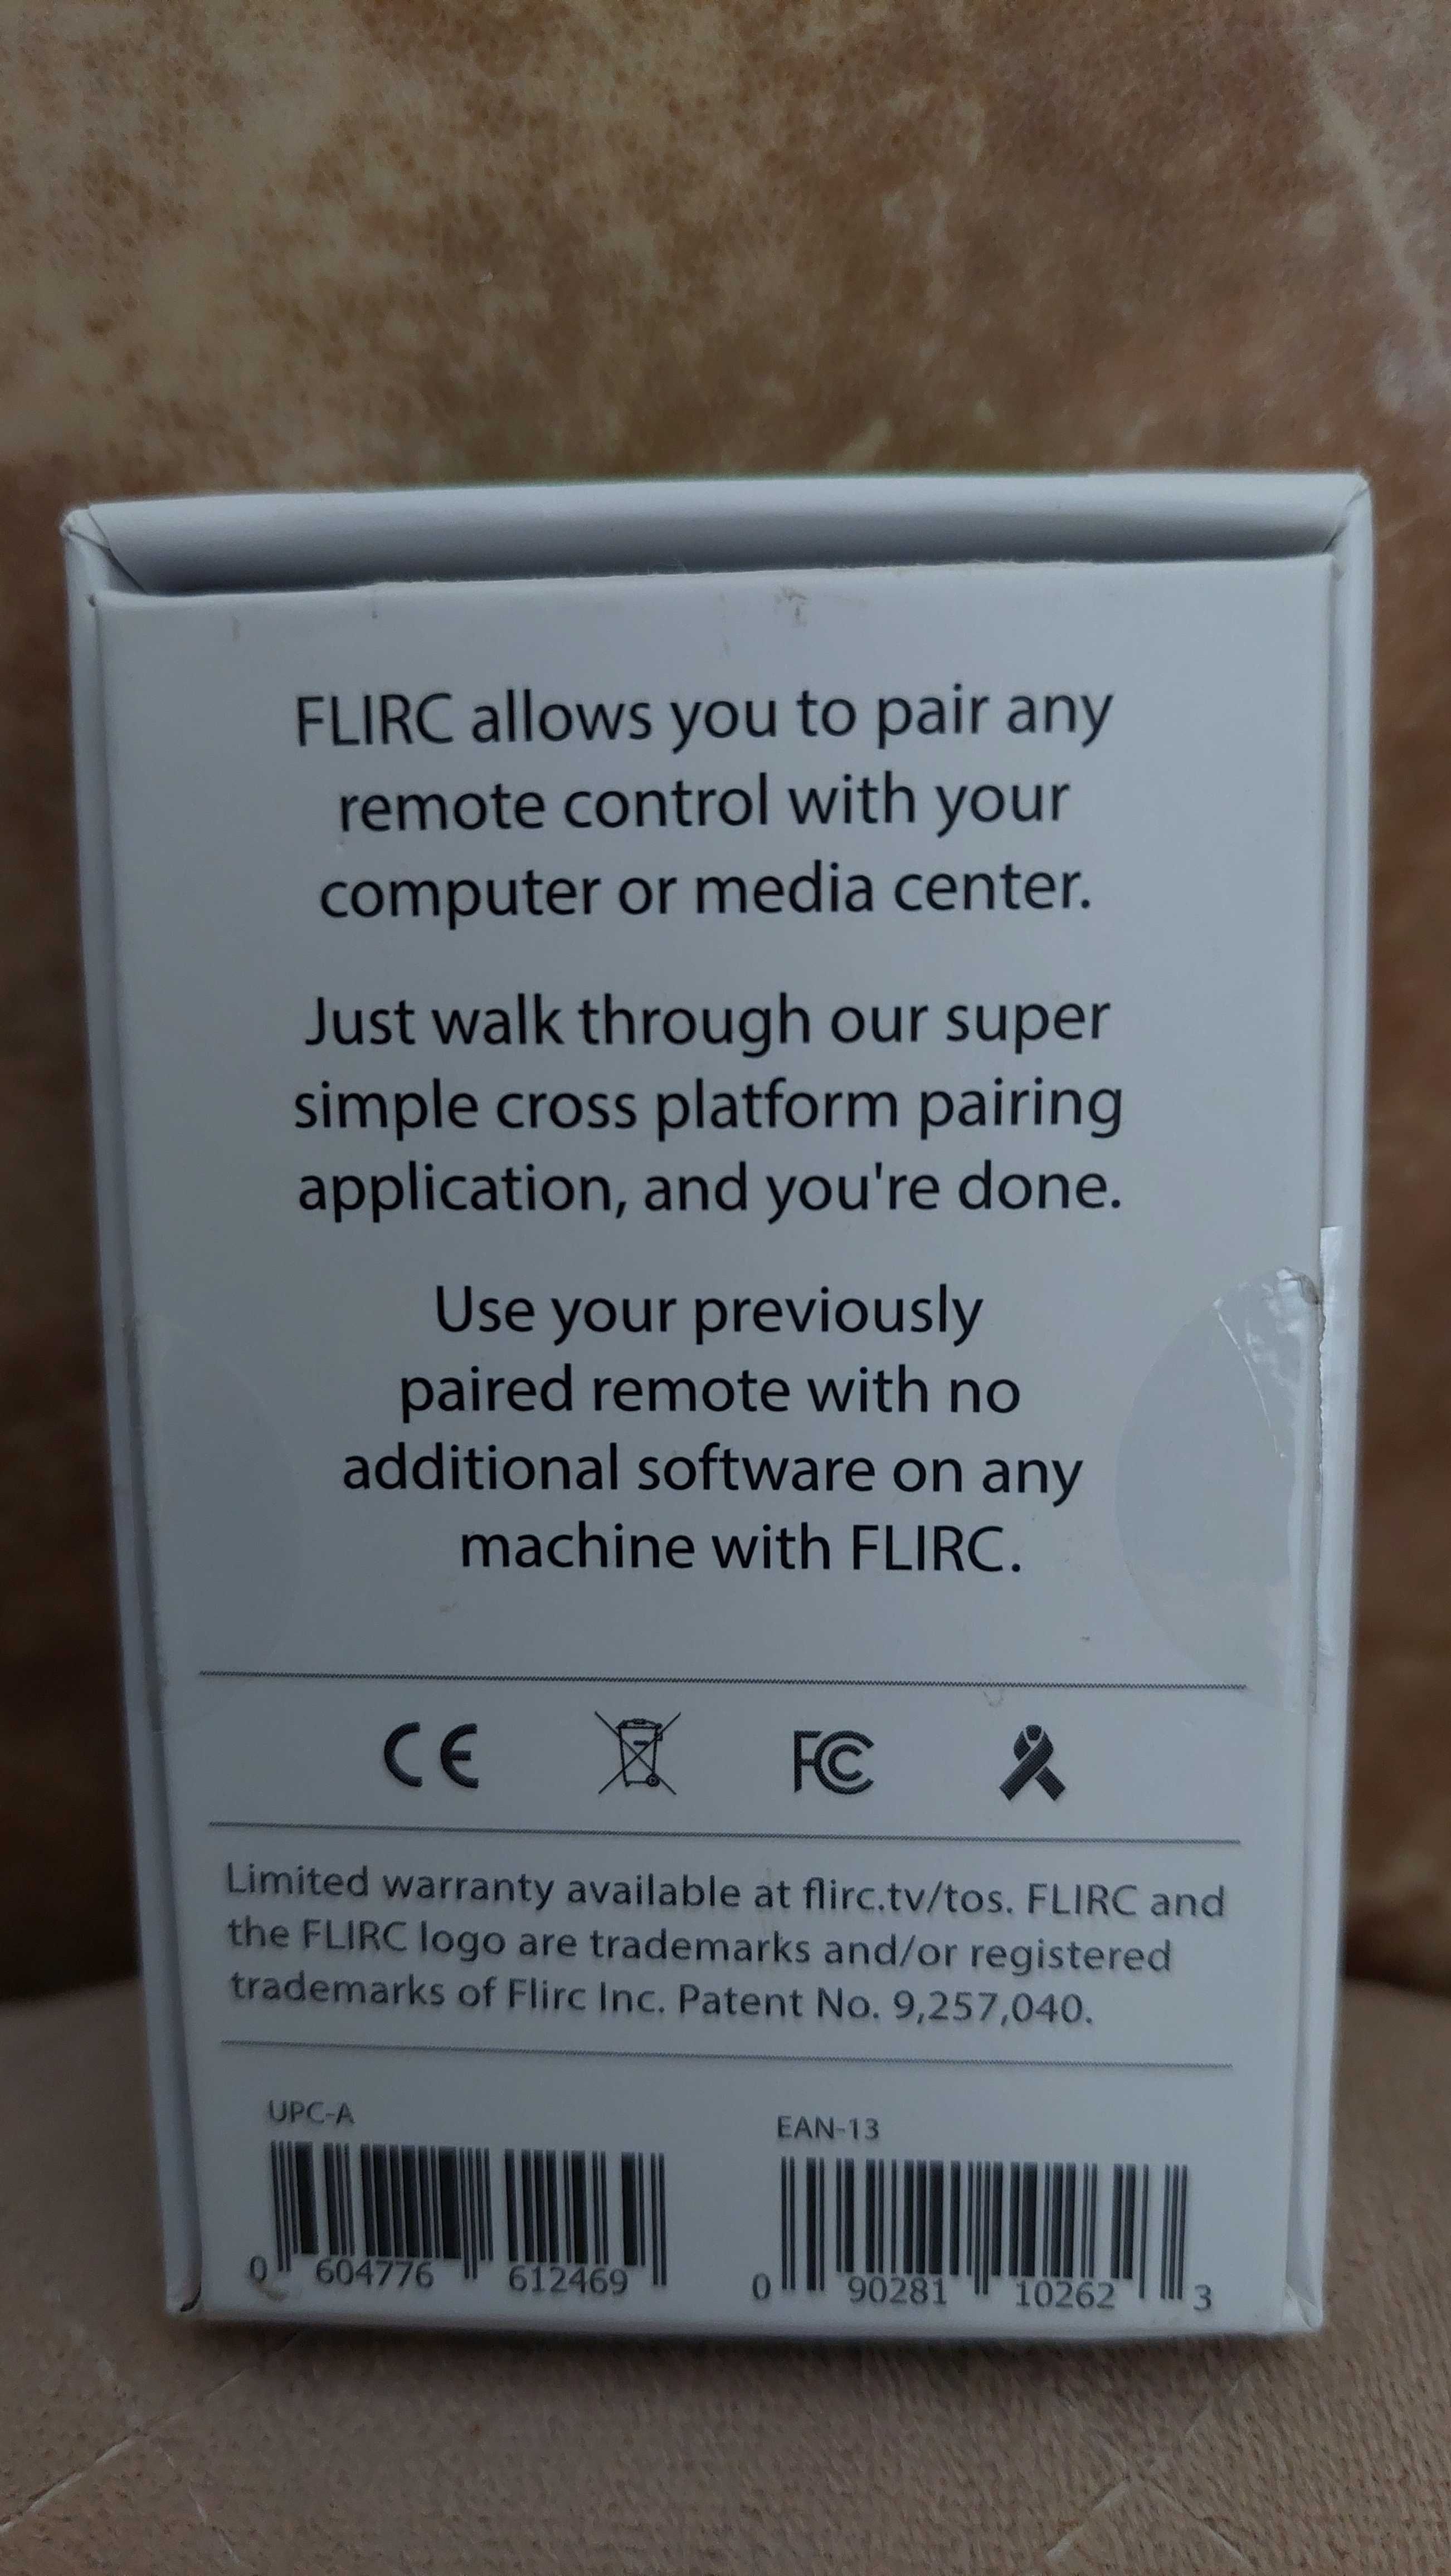 FLIRC allows you to pair any
remote control with your
computer or media center.
Just walk through our super
simple cross platform pairing
application, and you're done.
Use your previously
paired remote with no
additional software on any
machine with FLIRC.
CE FC
Limited warranty available at flirc.tv/tos. FLIRC and
the FLIRC logo are trademarks and/or registered
trademarks of Flirc Inc. Patent No. 9,257,040.
UPC-A
0 604776 612469
EAN-13
0 90281 10262 3